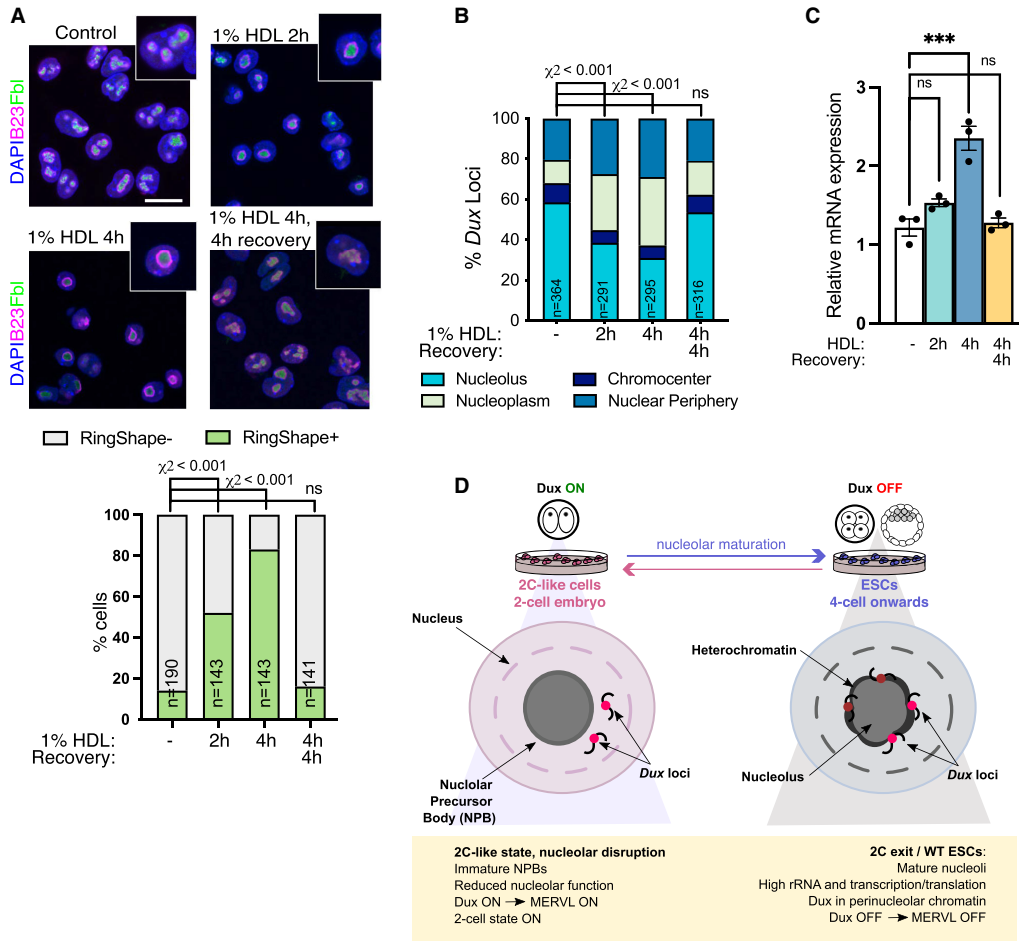 A
Control
1% HDL 2h
DAPIB23Fbl
1% HDL 4h
1% HDL 4h,
4h recovery
DAPIB23Fbl
RingShape-
RingShape+
χ2 < 0.001
χ2 < 0.001
ns
100
80
60
40
20
0
% cells
n=190
n=143
n=143
n=141
1% HDL: - 2h 4h 4h
Recovery: 4h
B
χ2 < 0.001
χ2 < 0.001
ns
100
80
60
40
20
0
% Dux Loci
n=364
n=291
n=295
n=316
1% HDL: - 2h 4h 4h
Recovery: 4h
Nucleolus
Chromocenter
Nucleoplasm
Nuclear Periphery
C
***
ns
ns
3
2
1
0
Relative mRNA expression
HDL: - 2h 4h 4h
Recovery: 4h
D
Dux ON
Dux OFF
nucleolar maturation
2C-like cells
2-cell embryo
ESCs
4-cell onwards
Nucleus
Heterochromatin
Nuclolar
Precursor
Body (NPB)
Dux loci
Nucleolus
Dux loci
2C-like state, nucleolar disruption
Immature NPBs
Reduced nucleolar function
Dux ON → MERVL ON
2-cell state ON
2C exit / WT ESCs:
Mature nucleoli
High rRNA and transcription/translation
Dux in perinucleolar chromatin
Dux OFF → MERVL OFF